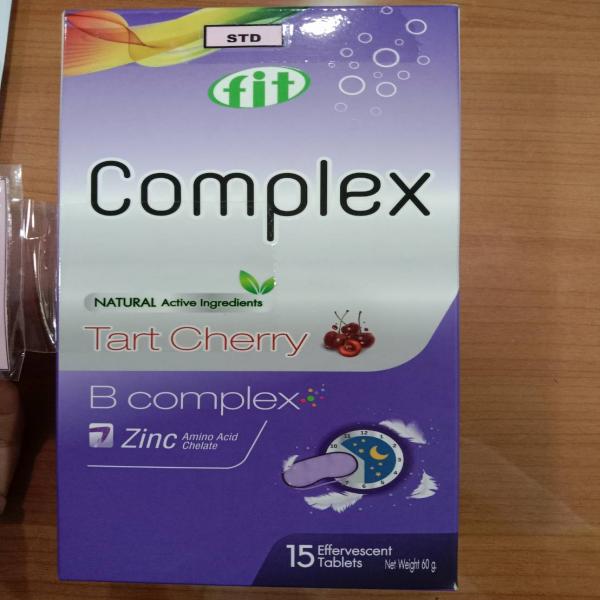 STD
fit
Complex
NATURAL Active Ingredients
Tart Cherry
B complex
Zinc Amino Acid
Chelate
15 Effervescent
Tablets Net Weight 60 g.